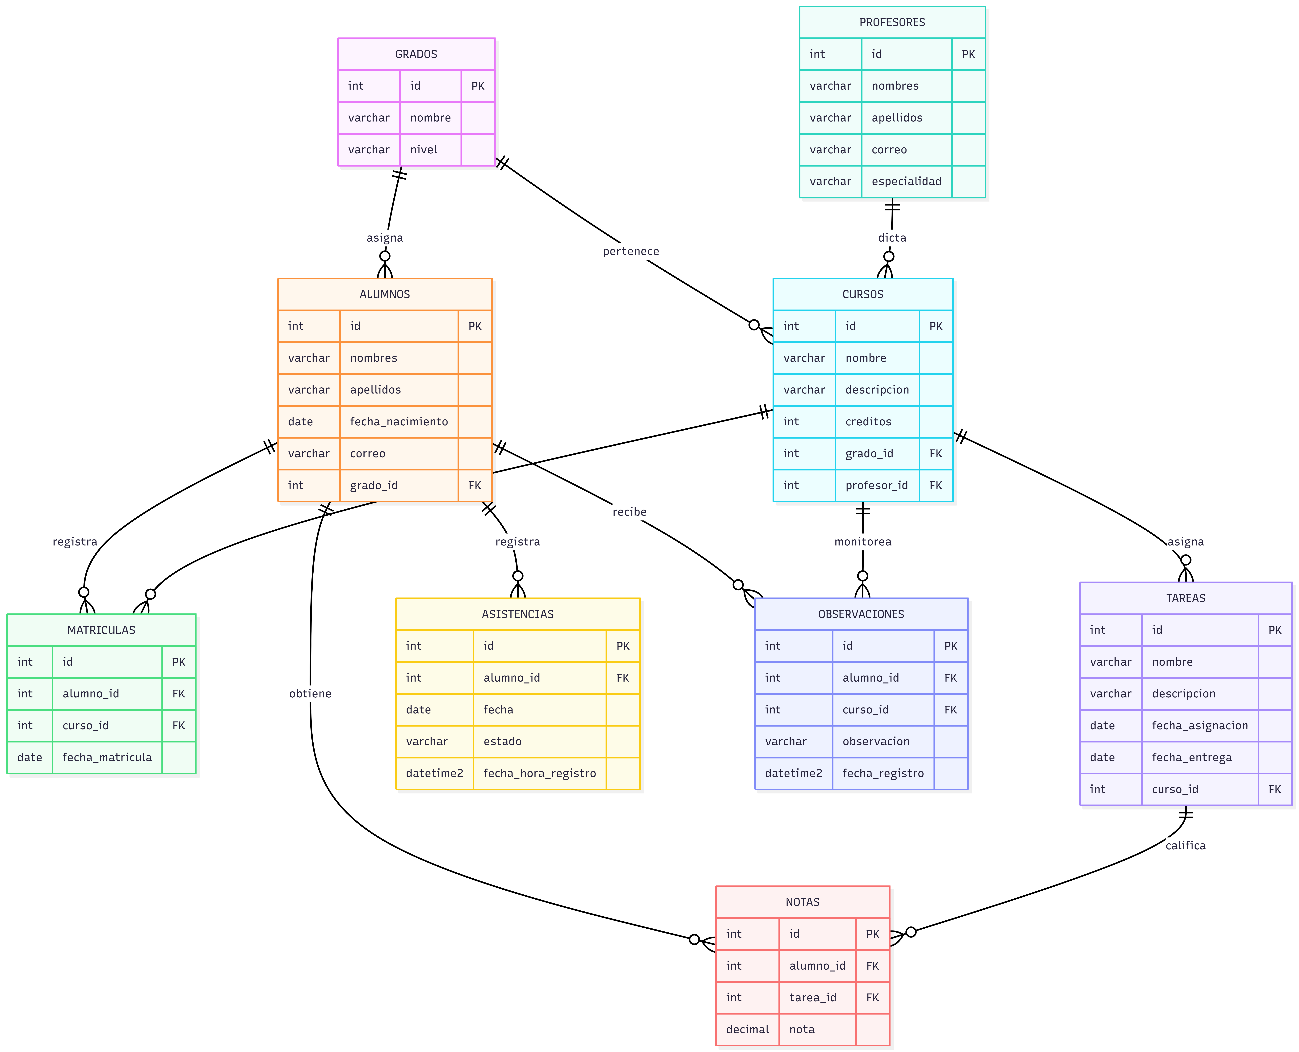 PROFESORES
int id PK
varchar nombres
varchar apellidos
varchar correo
varchar especialidad
GRADOS
int id PK
varchar nombre
varchar nivel
asigna
pertenece
dicta
ALUMNOS
int id PK
varchar nombres
varchar apellidos
date fecha_nacimiento
varchar correo
int grado_id FK
CURSOS
int id PK
varchar nombre
varchar descripcion
int creditos
int grado_id FK
int profesor_id FK
registra
registra
recibe
monitorea
asigna
MATRICULAS
int id PK
int alumno_id FK
int curso_id FK
date fecha_matricula
ASISTENCIAS
int id PK
int alumno_id FK
date fecha
varchar estado
datetime2 fecha_hora_registro
OBSERVACIONES
int id PK
int alumno_id FK
int curso_id FK
varchar observacion
datetime2 fecha_registro
TAREAS
int id PK
varchar nombre
varchar descripcion
date fecha_asignacion
date fecha_entrega
int curso_id FK
obtiene
califica
NOTAS
int id PK
int alumno_id FK
int tarea_id FK
decimal nota